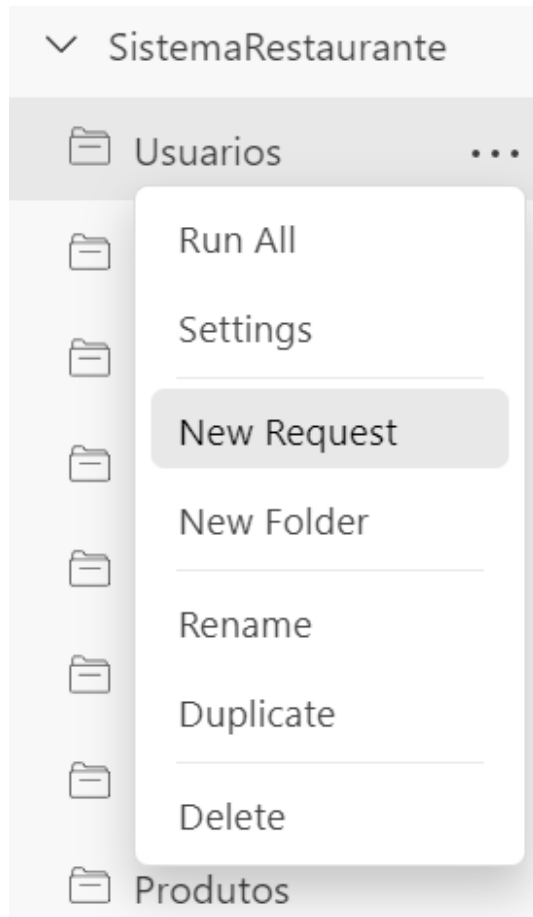 SistemaRestaurante
Usuarios
Run All
Settings
New Request
New Folder
Rename
Duplicate
Delete
Produtos